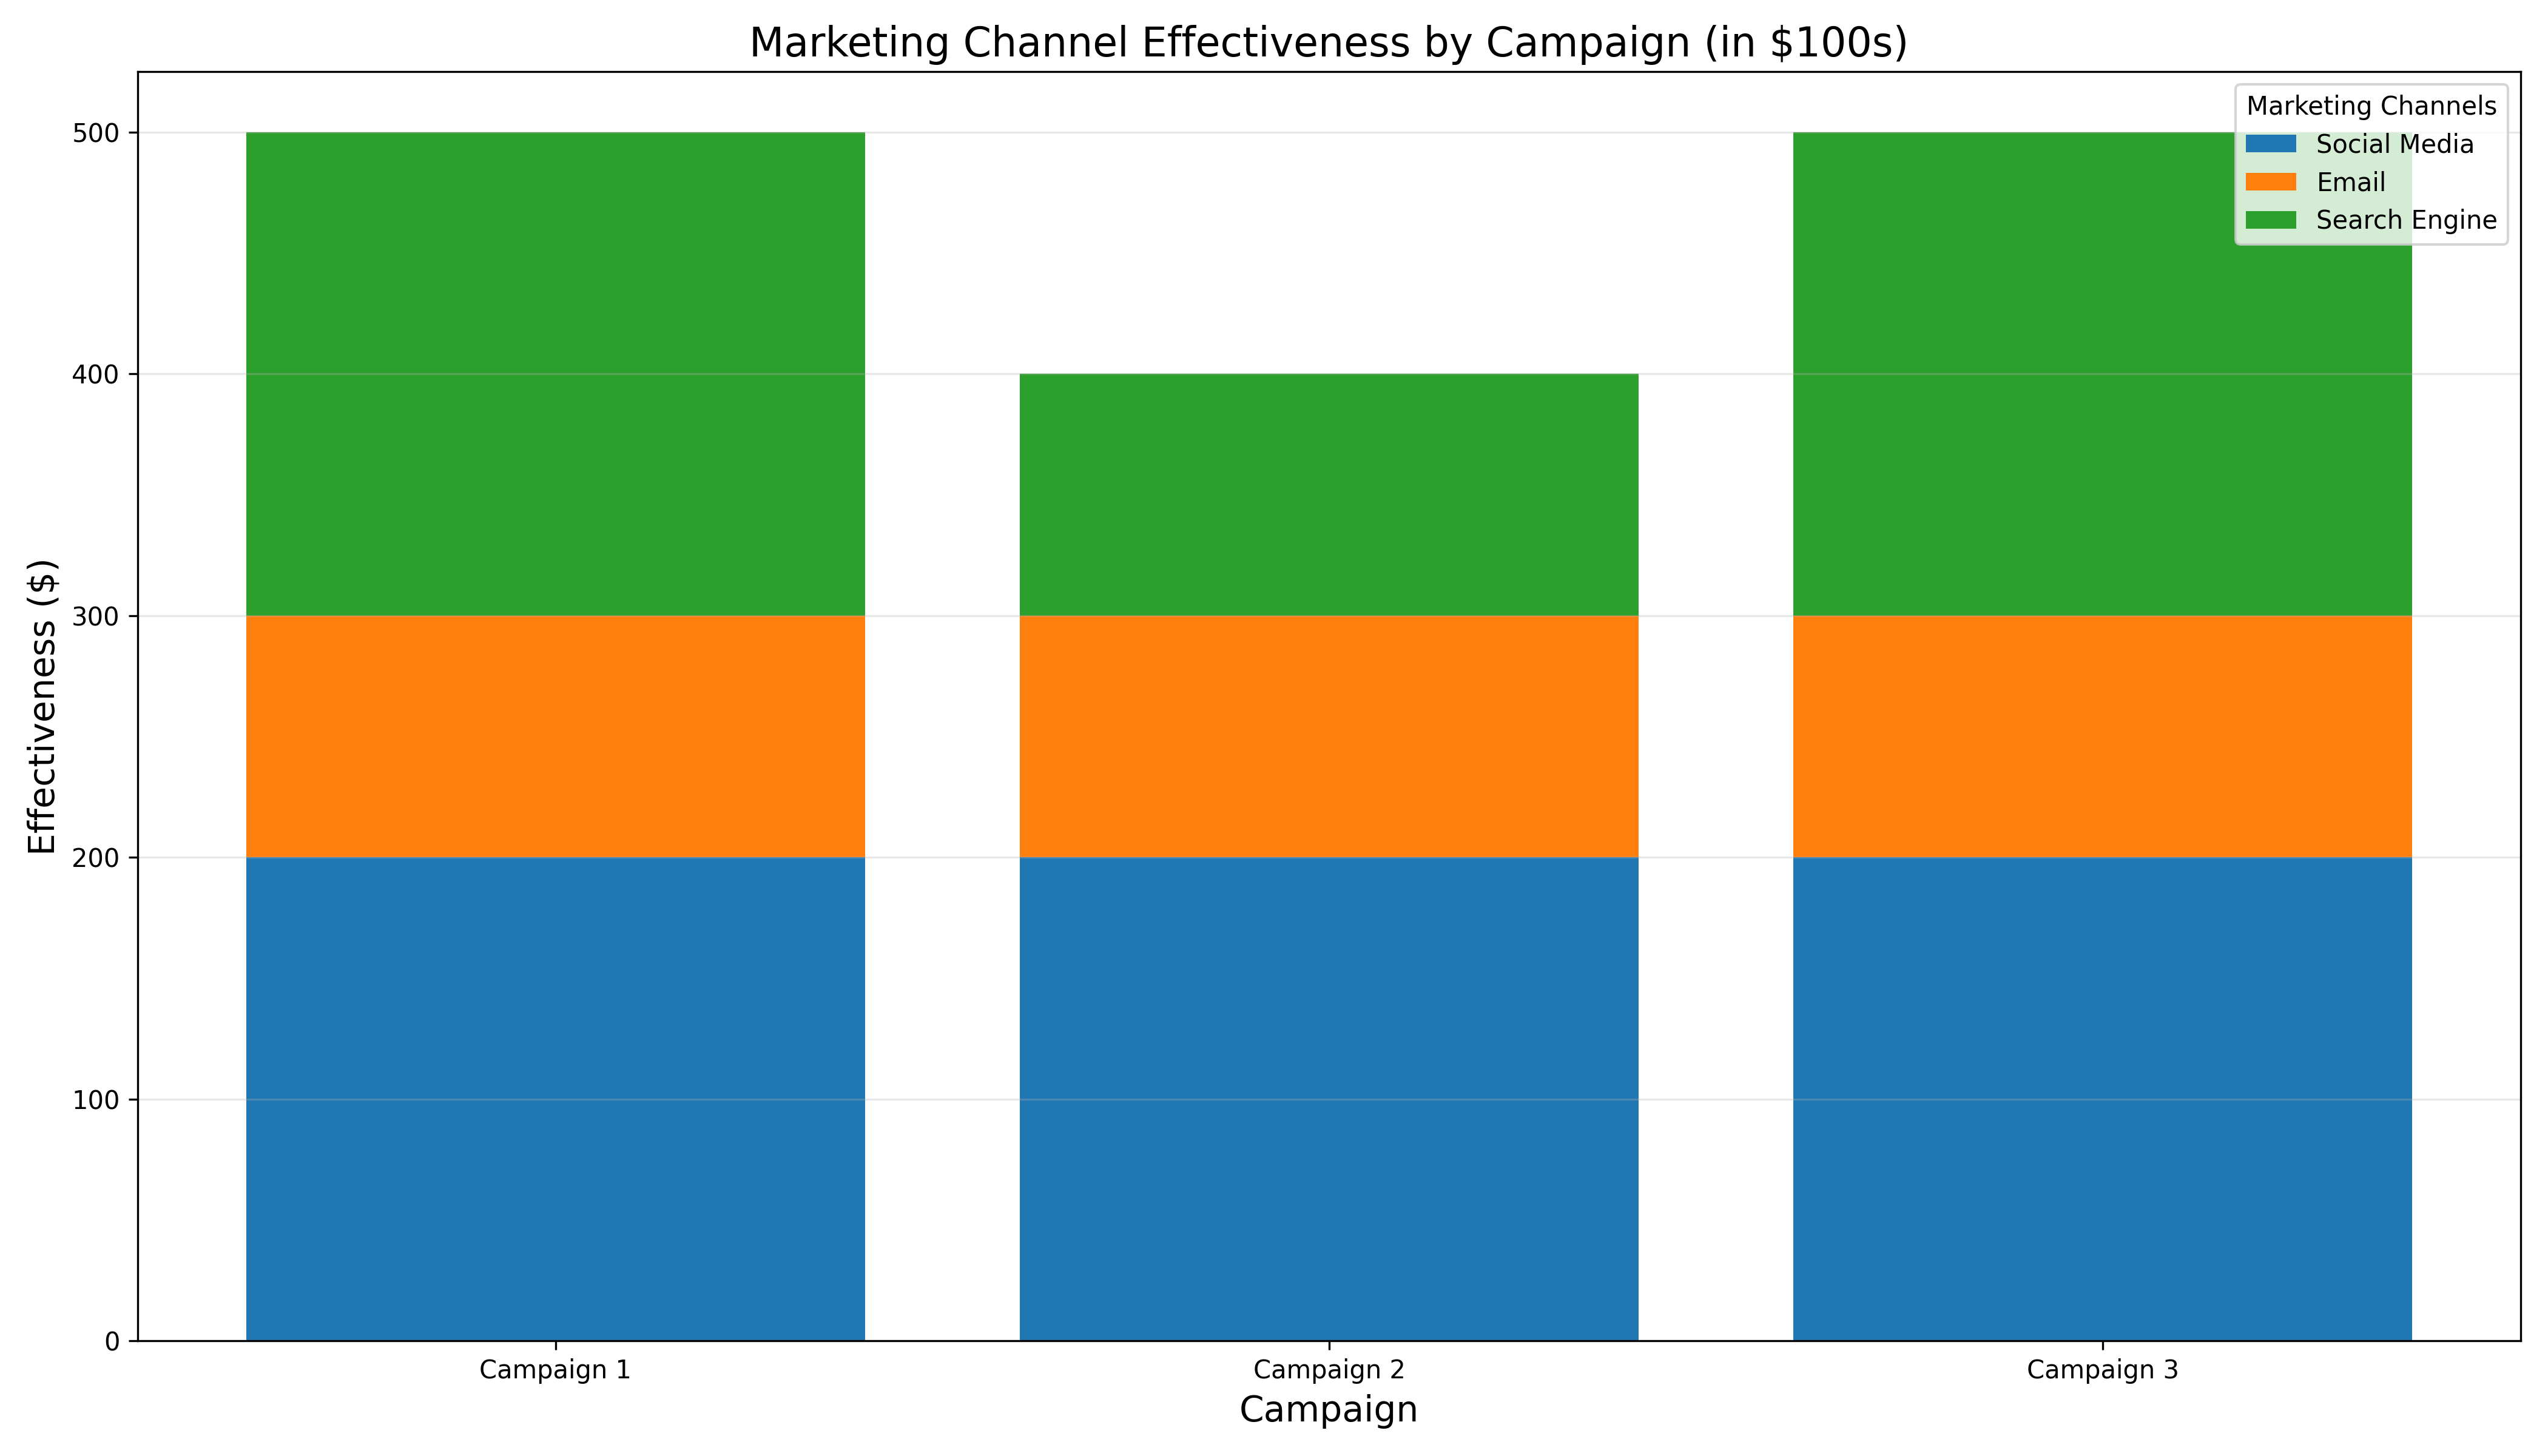 Marketing Channel Effectiveness by Campaign (in $100s)
Marketing Channels
Social Media
Email
Search Engine
Effectiveness ($)
500
400
300
200
100
0
Campaign 1
Campaign 2
Campaign 3
Campaign